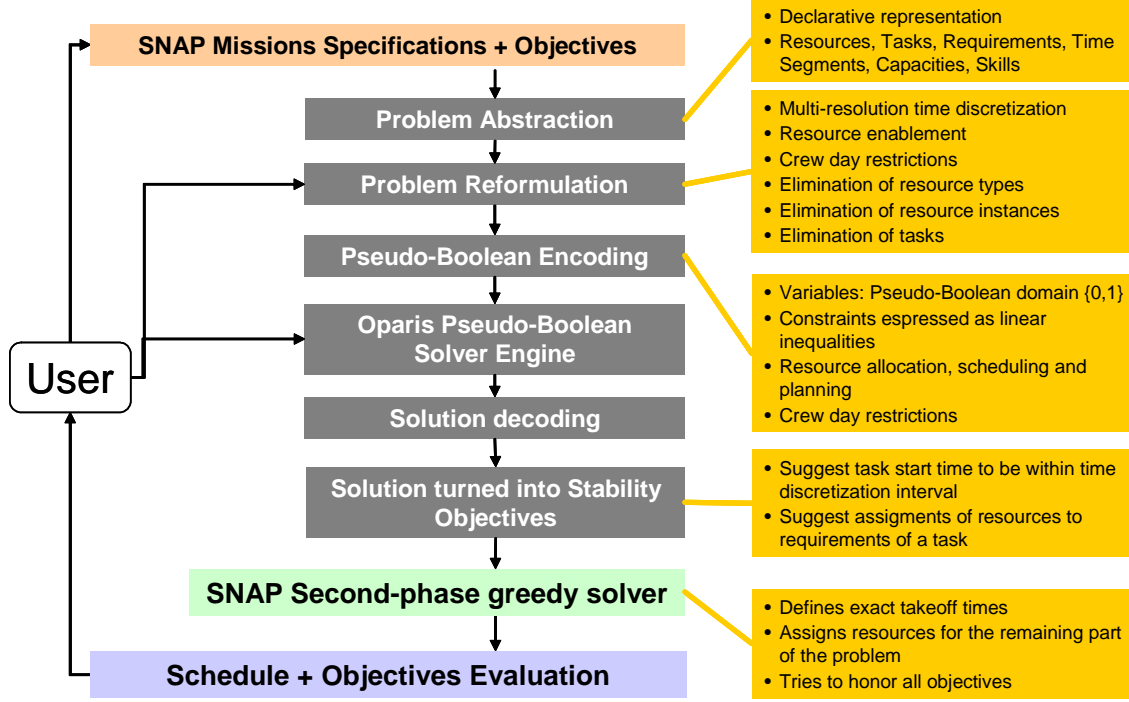 SNAP Missions Specifications + Objectives
Problem Abstraction
Problem Reformulation
Pseudo-Boolean Encoding
Oparis Pseudo-Boolean
Solver Engine
Solution decoding
Solution turned into Stability
Objectives
SNAP Second-phase greedy solver
Schedule + Objectives Evaluation
User
• Declarative representation
• Resources, Tasks, Requirements, Time
Segments, Capacities, Skills
• Multi-resolution time discretization
• Resource enablement
• Crew day restrictions
• Elimination of resource types
• Elimination of resource instances
• Elimination of tasks
• Variables: Pseudo-Boolean domain {0,1}
• Constraints espressed as linear
inequalities
• Resource allocation, scheduling and
planning
• Crew day restrictions
• Suggest task start time to be within time
discretization interval
• Suggest assigments of resources to
requirements of a task
• Defines exact takeoff times
• Assigns resources for the remaining part
of the problem
• Tries to honor all objectives